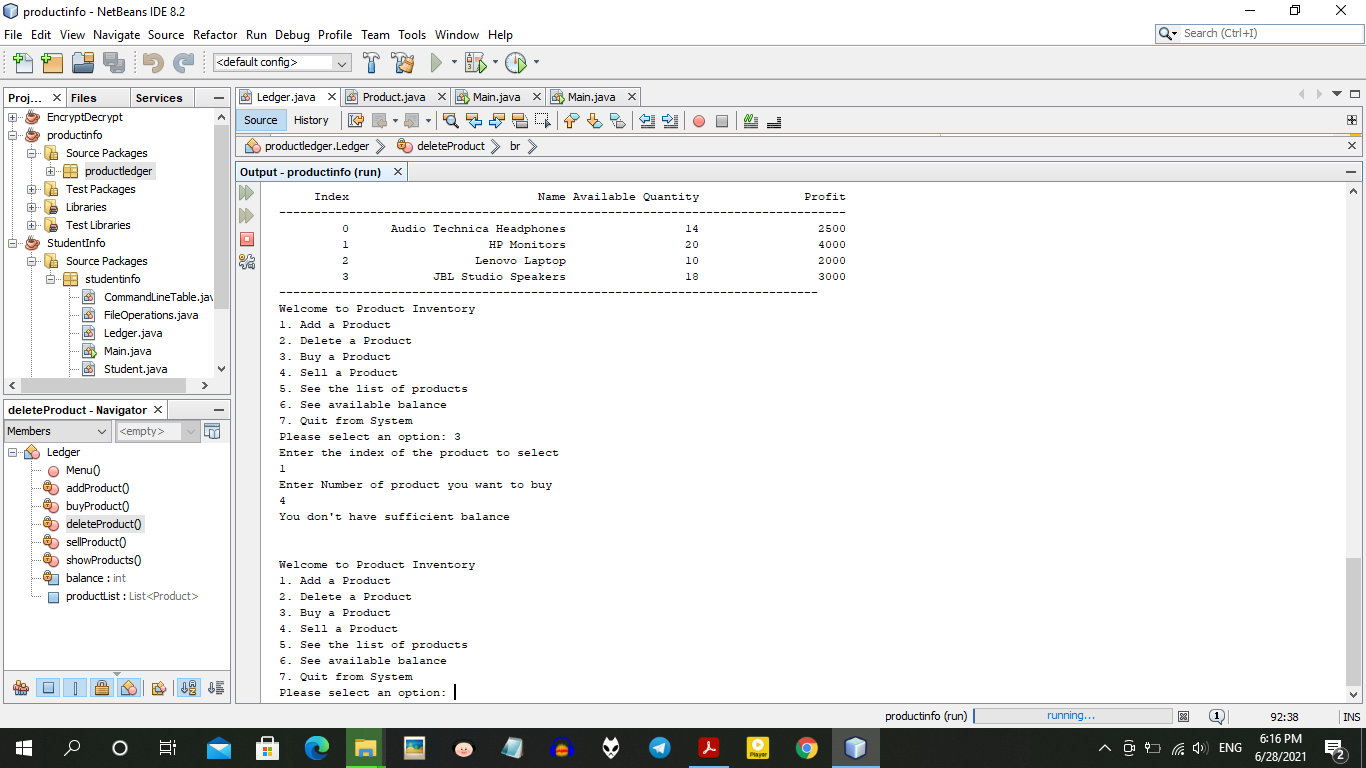 productinfo - NetBeans IDE 8.2
File Edit View Navigate Source Refactor Run Debug Profile Team Tools Window Help
Search (Ctrl+I)
<default config>
Proj... Files Services
EncryptDecrypt
productinfo
Source Packages
productledger
Test Packages
Libraries
Test Libraries
StudentInfo
Source Packages
studentinfo
CommandLineTable.jav
FileOperations.java
Ledger.java
Main.java
Student.java
deleteProduct - Navigator
Members <empty>
Ledger
Menu()
addProduct()
buyProduct()
deleteProduct()
sellProduct()
showProducts()
balance : int
productList : List<Product>
Ledger.java Product.java Main.java Main.java
Source History
productledger.Ledger deleteProduct br
Output - productinfo (run)
Index Name Available Quantity Profit
---------------------------------------------------------------------------------
0 Audio Technica Headphones 14 2500
1 HP Monitors 20 4000
2 Lenovo Laptop 10 2000
3 JBL Studio Speakers 18 3000
-----------------------------------------------------------------------------
Welcome to Product Inventory
1. Add a Product
2. Delete a Product
3. Buy a Product
4. Sell a Product
5. See the list of products
6. See available balance
7. Quit from System
Please select an option: 3
Enter the index of the product to select
1
Enter Number of product you want to buy
4
You don't have sufficient balance
Welcome to Product Inventory
1. Add a Product
2. Delete a Product
3. Buy a Product
4. Sell a Product
5. See the list of products
6. See available balance
7. Quit from System
Please select an option:
productinfo (run) running... 1 92:38 INS
Player
ENG
6:16 PM
6/28/2021
2